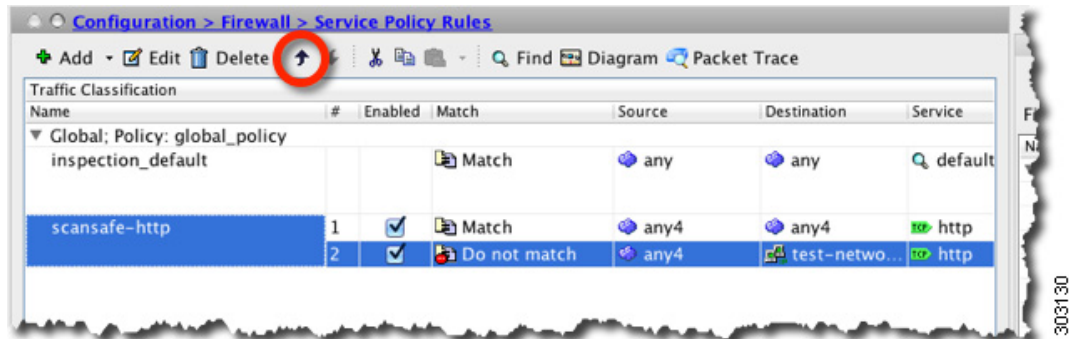 Configuration > Firewall > Service Policy Rules
Add Edit Delete Find Diagram Packet Trace
Traffic Classification
Name # Enabled Match Source Destination Service
Global; Policy: global_policy
inspection_default Match any any default
scansafe-http 1 Match any4 any4 TCP http
2 Do not match any4 test-netwo... TCP http
303130